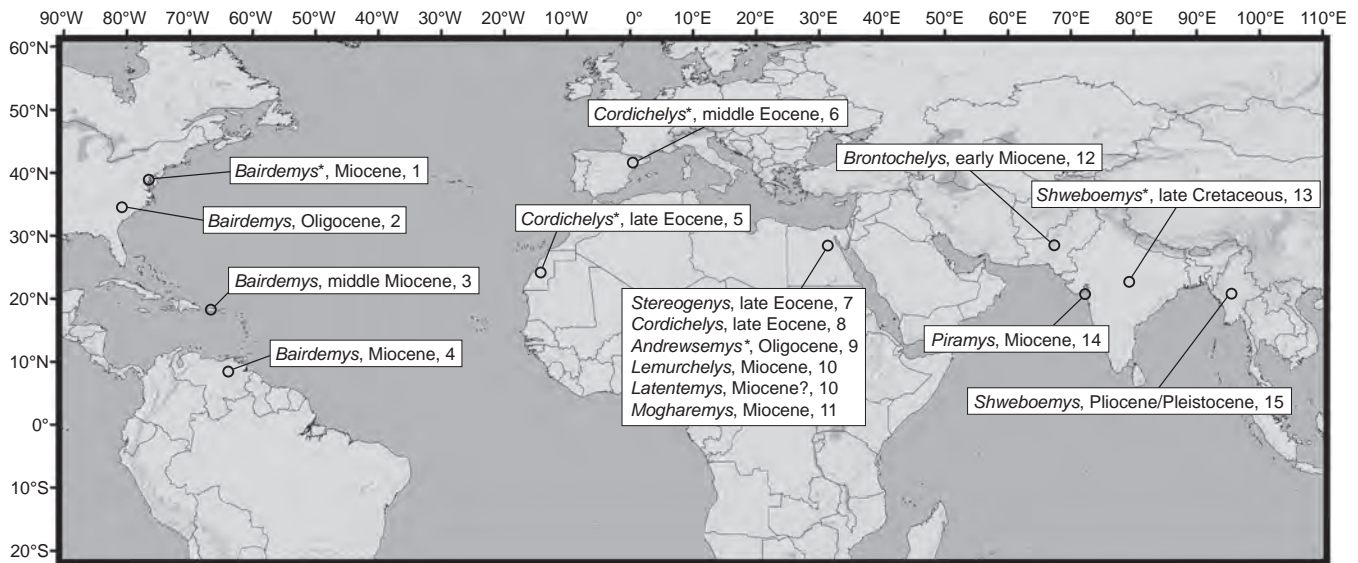 90°W 80°W 70°W 60°W 50°W 40°W 30°W 20°W 10°W 0° 10°E 20°E 30°E 40°E 50°E 60°E 70°E 80°E 90°E 100°E 110°E
60°N
50°N
40°N
30°N
20°N
10°N
0°
10°S
20°S
Cordichelys*, middle Eocene, 6
Brontochelys, early Miocene, 12
Bairdemys*, Miocene, 1
Shweboemys*, late Cretaceous, 13
Bairdemys, Oligocene, 2
Cordichelys*, late Eocene, 5
Bairdemys, middle Miocene, 3
Stereogenys, late Eocene, 7
Cordichelys, late Eocene, 8
Andrewsemys*, Oligocene, 9
Lemurchelys, Miocene, 10
Latentemys, Miocene?, 10
Mogharemys, Miocene, 11
Piramys, Miocene, 14
Bairdemys, Miocene, 4
Shweboemys, Pliocene/Pleistocene, 15